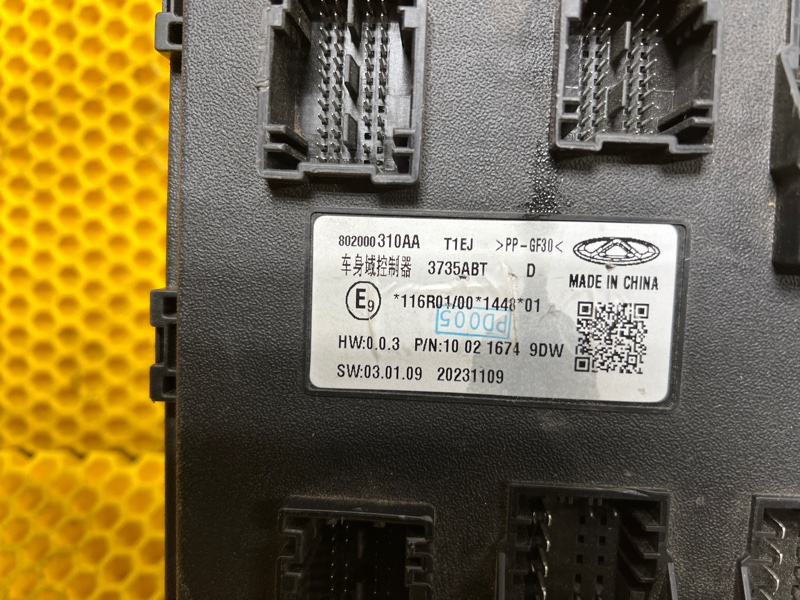 802000310AA T1EJ >PP-GF30<
车身域控制器 3735ABT D
MADE IN CHINA
E9 *116R01/00*1448*01
PD005
HW:0.0.3 P/N:10 02 1674 9DW
SW:03.01.09 20231109